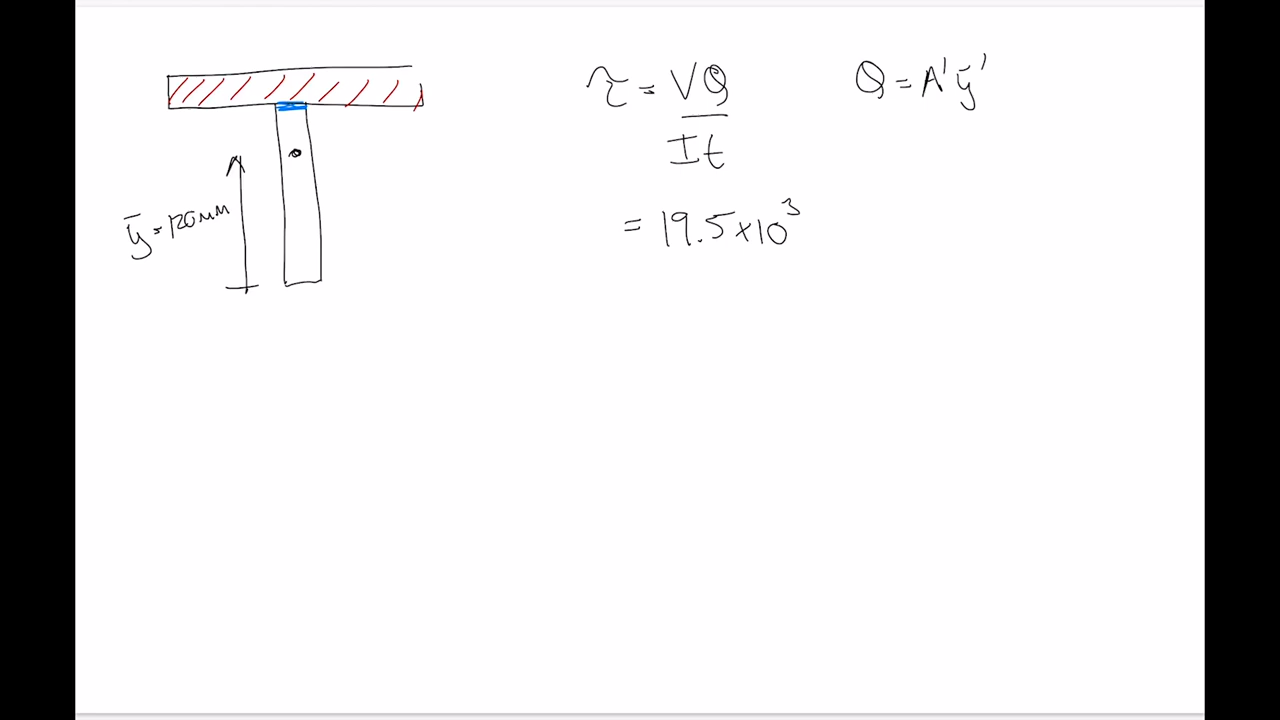 τ = VQ / It
Q = A'ȳ'
ȳ = 120mm
= 19.5×10³